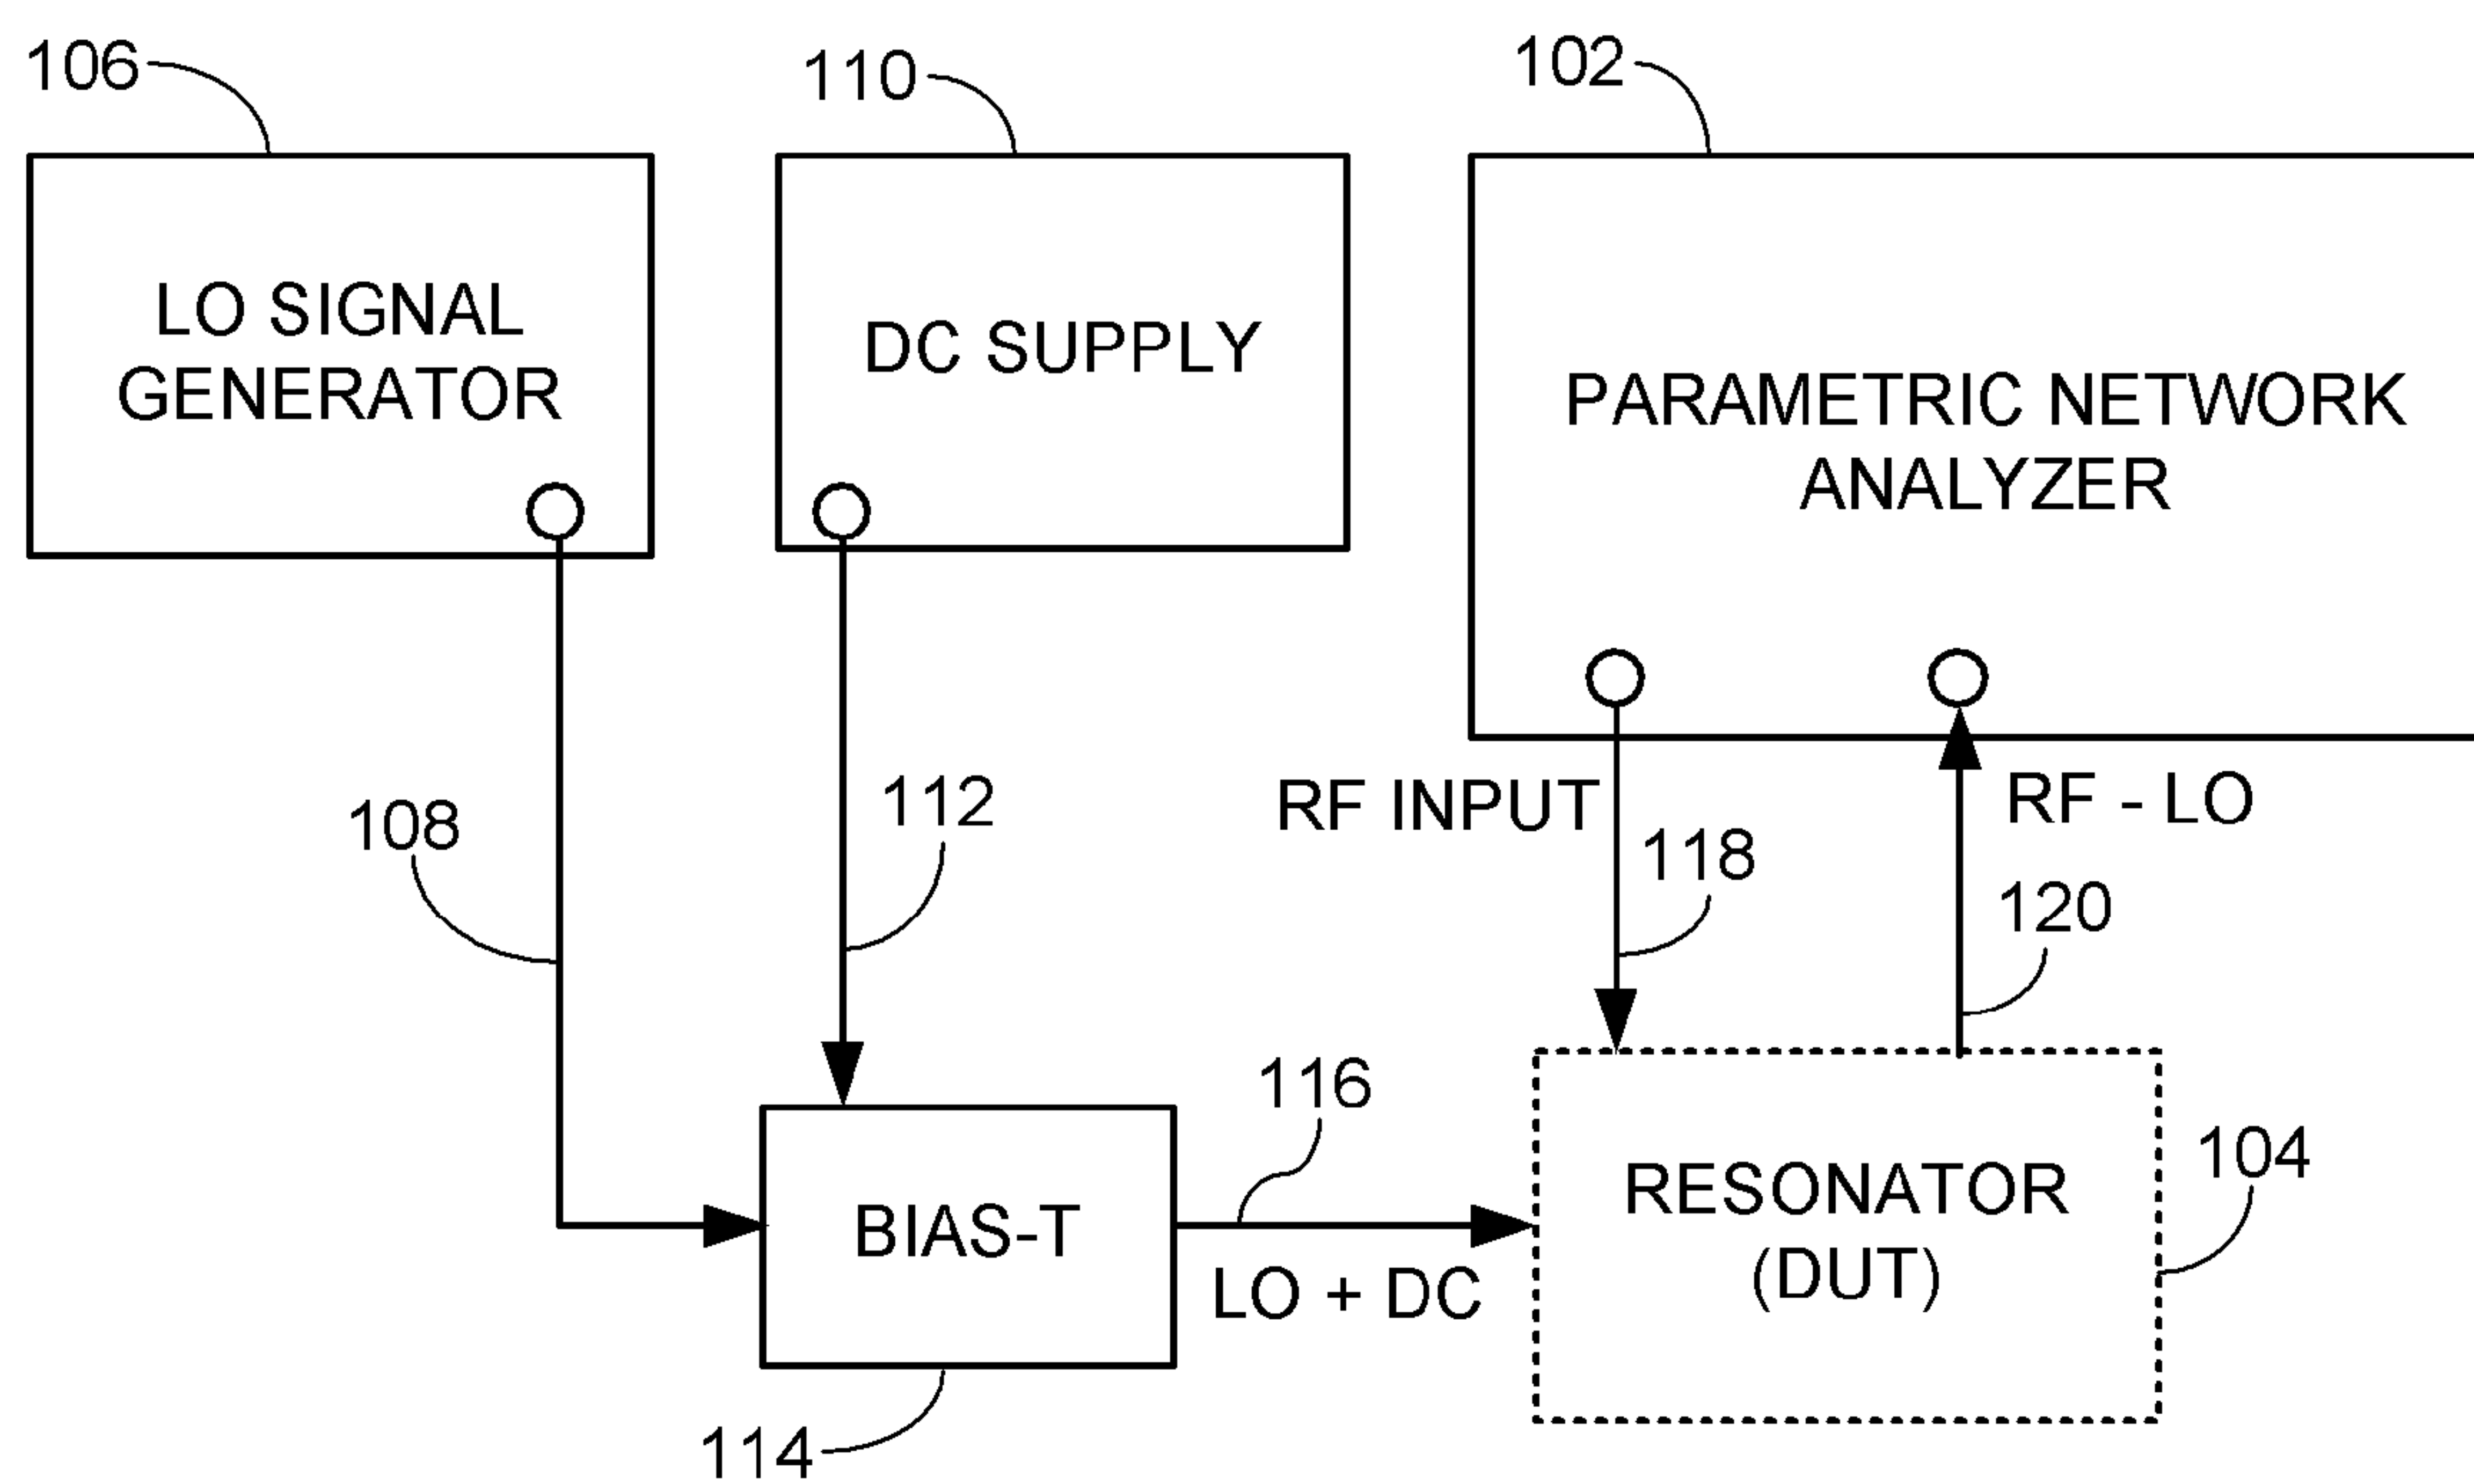 106
110
102
LO SIGNAL
GENERATOR
DC SUPPLY
PARAMETRIC NETWORK
ANALYZER
108
112
RF INPUT
118
RF - LO
120
116
BIAS-T
LO + DC
RESONATOR
(DUT)
104
114